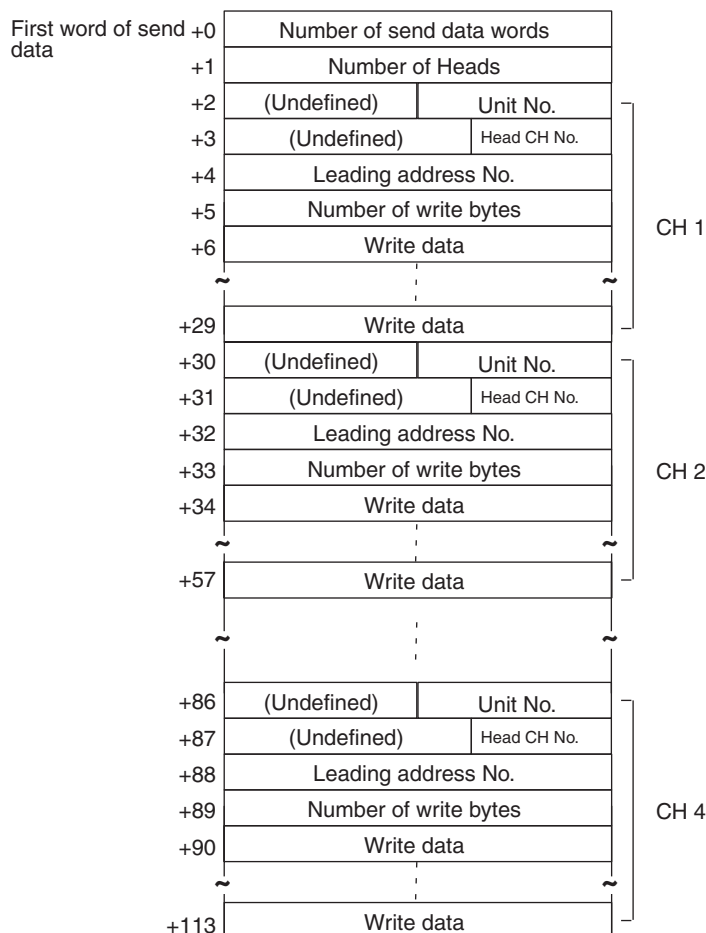 First word of send data
+0 Number of send data words
+1 Number of Heads
+2 (Undefined) Unit No.
+3 (Undefined) Head CH No.
+4 Leading address No.
+5 Number of write bytes
+6 Write data
CH 1
~ ~
+29 Write data
+30 (Undefined) Unit No.
+31 (Undefined) Head CH No.
+32 Leading address No.
+33 Number of write bytes
CH 2
+34 Write data
~ ~
+57 Write data
~ ~
+86 (Undefined) Unit No.
+87 (Undefined) Head CH No.
+88 Leading address No.
+89 Number of write bytes
CH 4
+90 Write data
~ ~
+113 Write data